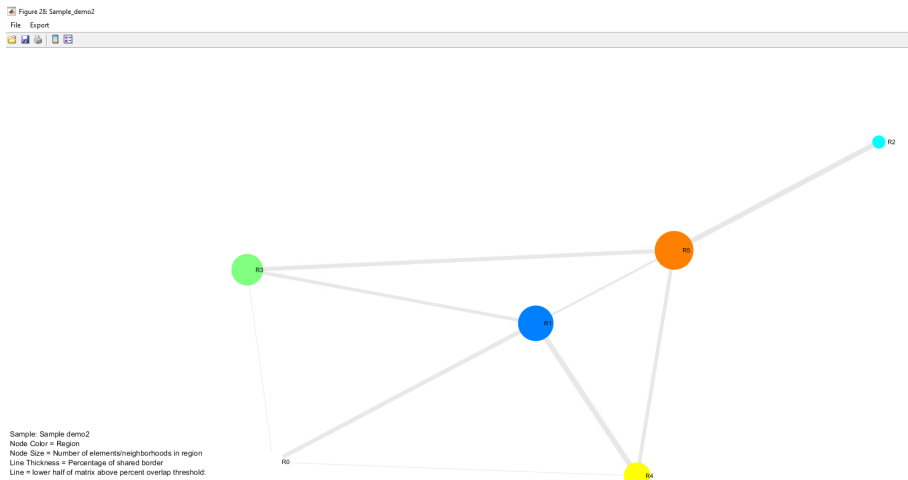 Figure 28: Sample_demo2
File Export
R2
R5
R3
R1
R0
R4
Sample: Sample demo2
Node Color = Region
Node Size = Number of elements/neighborhoods in region
Line Thickness = Percentage of shared border
Line = lower half of matrix above percent overlap threshold: